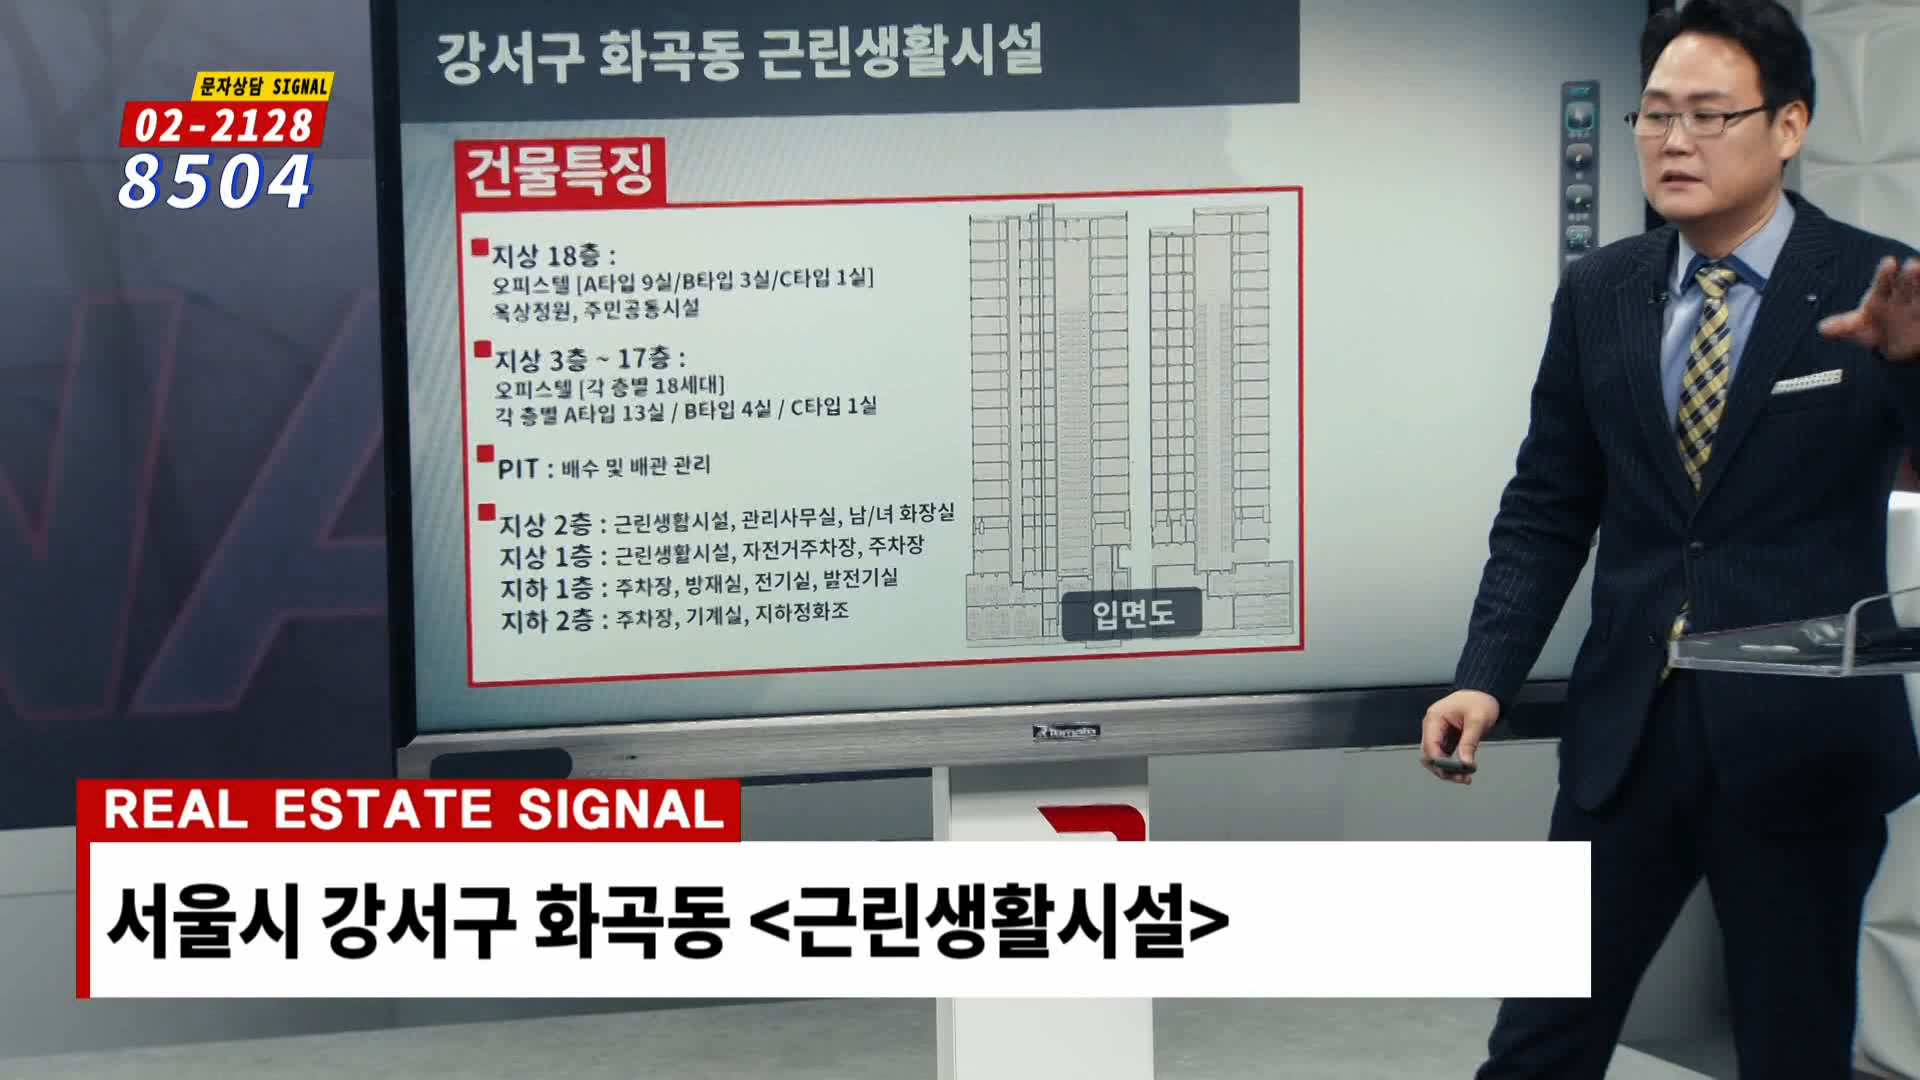 강서구 화곡동 근린생활시설
문자상담 SIGNAL
02-2128
8504
건물특징
지상 18층 :
오피스텔 [A타입 9실/B타입 3실/C타입 1실]
옥상정원, 주민공동시설
지상 3층 ~ 17층 :
오피스텔 [각 층별 18세대]
각 층별 A타입 13실 / B타입 4실 / C타입 1실
PIT : 배수 및 배관 관리
지상 2층 : 근린생활시설, 관리사무실, 남/녀 화장실
지상 1층 : 근린생활시설, 자전거주차장, 주차장
지하 1층 : 주차장, 방재실, 전기실, 발전기실
지하 2층 : 주차장, 기계실, 지하정화조
입면도
Tomato
REAL ESTATE SIGNAL
서울시 강서구 화곡동 <근린생활시설>